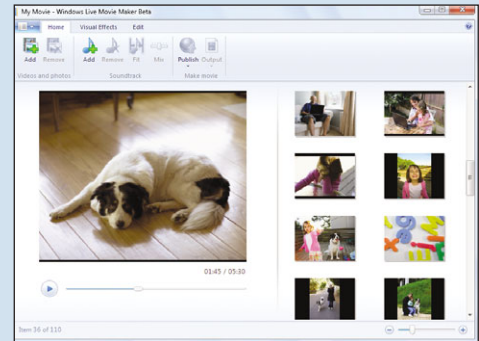 My Movie - Windows Live Movie Maker Beta
Home Visual Effects Edit
Add Remove Add Remove Fit Mix Publish Output
Videos and photos Soundtrack Make movie
01:45 / 05:30
Item 36 of 110